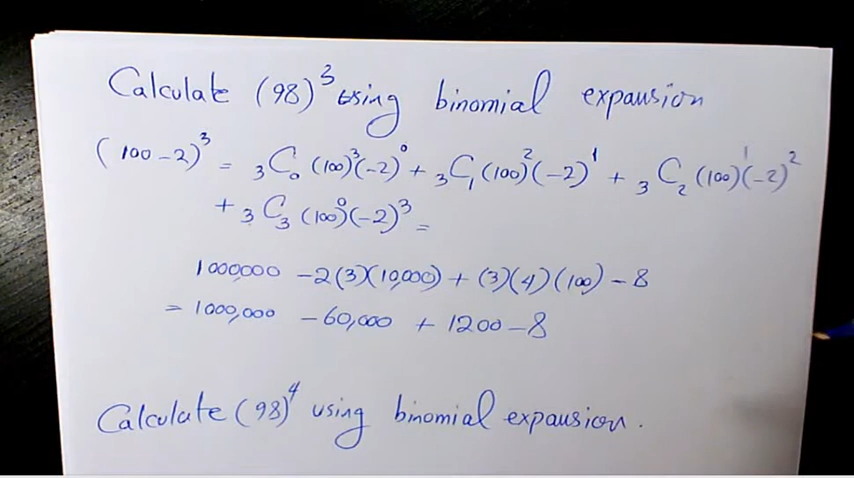 Calculate (98)³ using binomial expansion
(100-2)³ = ₃C₀ (100)³(-2)⁰ + ₃C₁ (100)²(-2)¹ + ₃C₂ (100)¹(-2)²
+ ₃C₃ (100)⁰(-2)³ =
1000,000 -2(3)(10,000) + (3)(4)(100) - 8
= 1000,000 - 60,000 + 1200 - 8
Calculate (98)⁴ using binomial expansion.